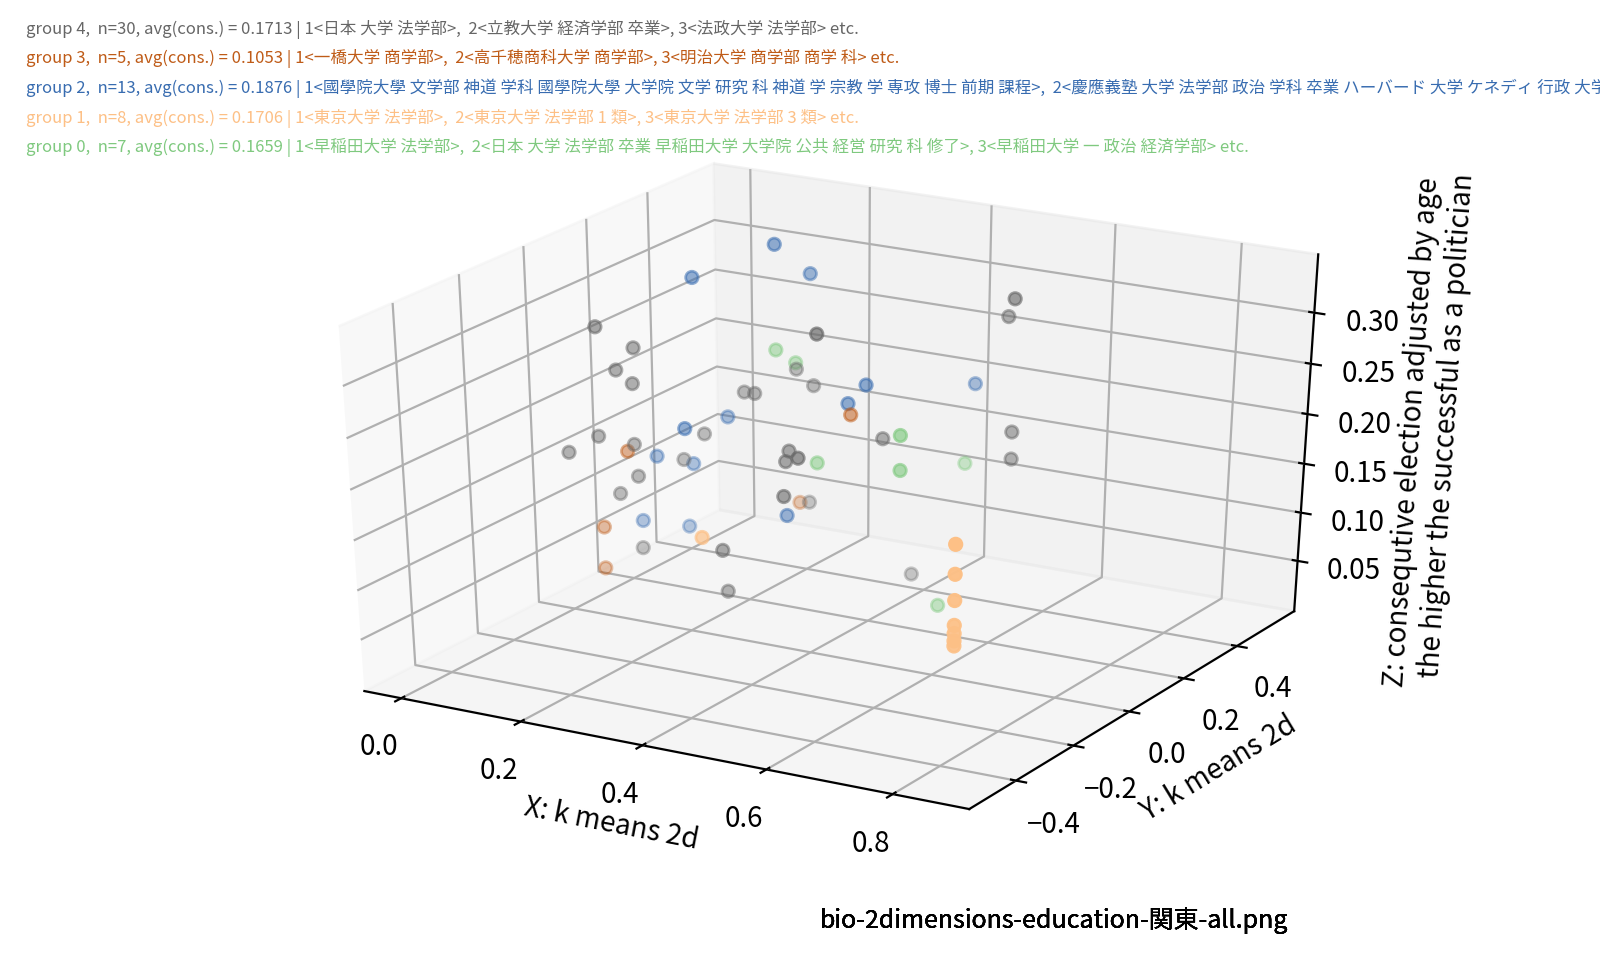 group 4,  n=30, avg(cons.) = 0.1713 | 1<日本 大学 法学部>,  2<立教大学 経済学部 卒業>, 3<法政大学 法学部> etc.
group 3,  n=5, avg(cons.) = 0.1053 | 1<一橋大学 商学部>,  2<高千穂商科大学 商学部>, 3<明治大学 商学部 商学 科> etc.
group 2,  n=13, avg(cons.) = 0.1876 | 1<國學院大學 文学部 神道 学科 國學院大學 大学院 文学 研究 科 神道 学 宗教 学 専攻 博士 前期 課程>,  2<慶應義塾 大学 法学部 政治 学科 卒業 ハーバード 大学 ケネディ 行政 大学
group 1,  n=8, avg(cons.) = 0.1706 | 1<東京大学 法学部>,  2<東京大学 法学部 1 類>, 3<東京大学 法学部 3 類> etc.
group 0,  n=7, avg(cons.) = 0.1659 | 1<早稲田大学 法学部>,  2<日本 大学 法学部 卒業 早稲田大学 大学院 公共 経営 研究 科 修了>, 3<早稲田大学 一 政治 経済学部> etc.
Z: consequtive election adjusted by age
the higher the successful as a politician
0.30
0.25
0.20
0.15
0.10
0.05
0.4
0.2
0.0
−0.2
−0.4
Y: k means 2d
0.0
0.2
0.4
0.6
0.8
X: k means 2d
bio-2dimensions-education-関東-all.png